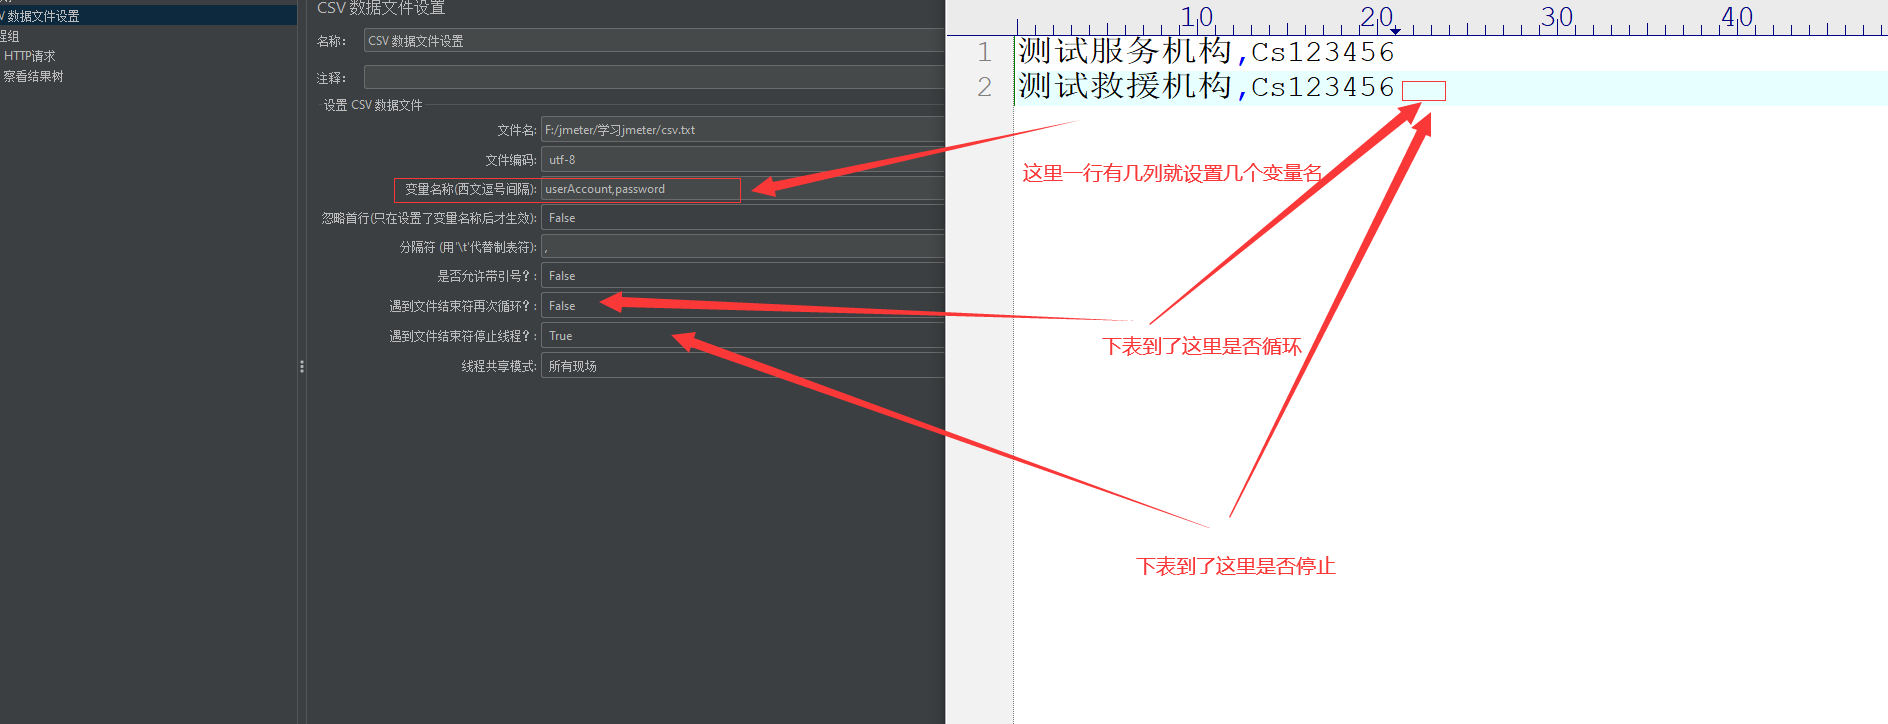 CSV 数据文件设置
V 数据文件设置
程组
HTTP请求
察看结果树
名称: CSV 数据文件设置
注释:
设置 CSV 数据文件
文件名: F:/jmeter/学习jmeter/csv.txt
文件编码: utf-8
变量名称(西文逗号间隔): userAccount,password
忽略首行(只在设置了变量名称后才生效): False
分隔符 (用'\t'代替制表符): ,
是否允许带引号?: False
遇到文件结束符再次循环?: False
遇到文件结束符停止线程?: True
线程共享模式: 所有现场
10 20 30 40
1 测试服务机构,Cs123456
2 测试救援机构,Cs123456
这里一行有几列就设置几个变量名
下表到了这里是否循环
下表到了这里是否停止